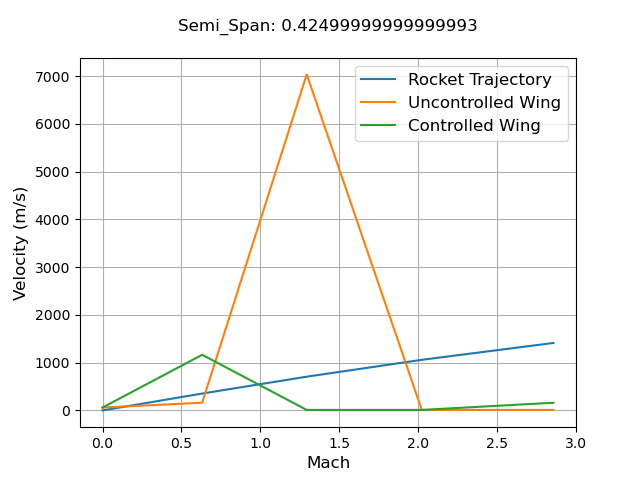 Semi_Span: 0.42499999999999993
Rocket Trajectory
Uncontrolled Wing
Controlled Wing
7000
6000
5000
4000
3000
2000
1000
0
Velocity (m/s)
0.0 0.5 1.0 1.5 2.0 2.5 3.0
Mach